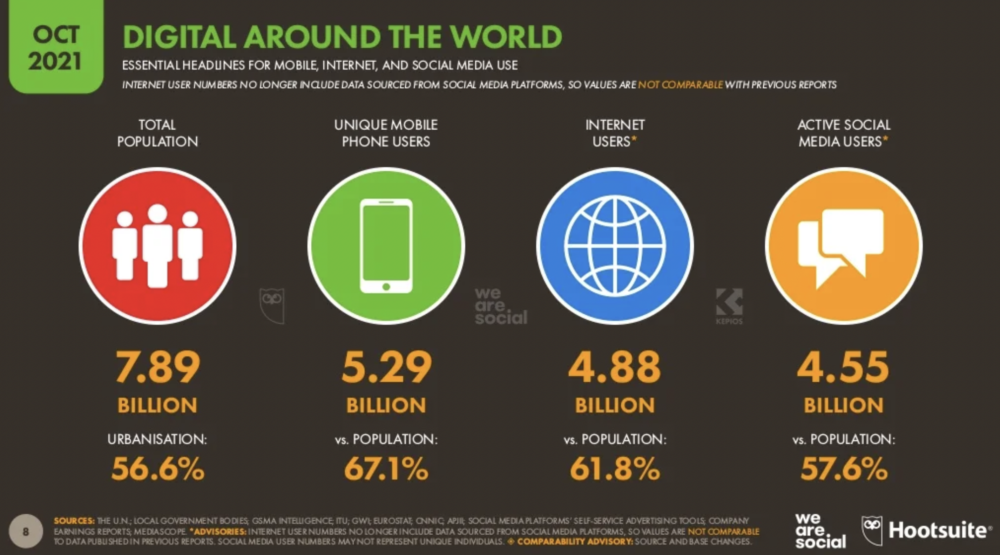 OCT
2021
DIGITAL AROUND THE WORLD
ESSENTIAL HEADLINES FOR MOBILE, INTERNET, AND SOCIAL MEDIA USE
INTERNET USER NUMBERS NO LONGER INCLUDE DATA SOURCED FROM SOCIAL MEDIA PLATFORMS, SO VALUES ARE NOT COMPARABLE WITH PREVIOUS REPORTS
TOTAL
POPULATION
7.89
BILLION
URBANISATION:
56.6%
UNIQUE MOBILE
PHONE USERS
5.29
BILLION
vs. POPULATION:
67.1%
INTERNET
USERS*
4.88
BILLION
vs. POPULATION:
61.8%
ACTIVE SOCIAL
MEDIA USERS*
4.55
BILLION
vs. POPULATION:
57.6%
we
are
social
KEPIOS
8
SOURCES: THE U.N.; LOCAL GOVERNMENT BODIES; GSMA INTELLIGENCE; ITU; GWI; EUROSTAT; CNNIC; APJII; SOCIAL MEDIA PLATFORMS' SELF-SERVICE ADVERTISING TOOLS; COMPANY
EARNINGS REPORTS; MEDIASCOPE. *ADVISORIES: INTERNET USER NUMBERS NO LONGER INCLUDE DATA SOURCED FROM SOCIAL MEDIA PLATFORMS, SO VALUES ARE NOT COMPARABLE
TO DATA PUBLISHED IN PREVIOUS REPORTS. SOCIAL MEDIA USER NUMBERS MAY NOT REPRESENT UNIQUE INDIVIDUALS. ◈ COMPARABILITY ADVISORY: SOURCE AND BASE CHANGES.
we
are.
social
Hootsuite®